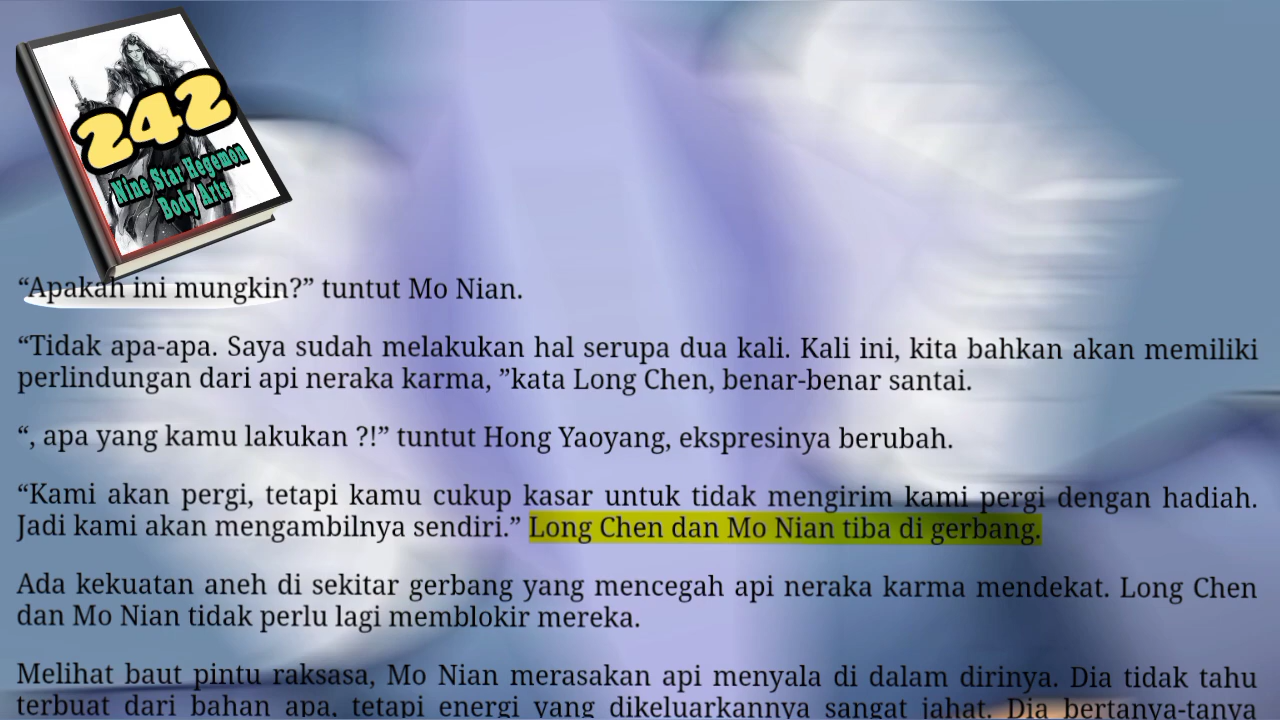 242
Nine Star Hegemon
Body Arts
“Apakah ini mungkin?” tuntut Mo Nian.
“Tidak apa-apa. Saya sudah melakukan hal serupa dua kali. Kali ini, kita bahkan akan memiliki
perlindungan dari api neraka karma, ”kata Long Chen, benar-benar santai.
“, apa yang kamu lakukan ?!” tuntut Hong Yaoyang, ekspresinya berubah.
“Kami akan pergi, tetapi kamu cukup kasar untuk tidak mengirim kami pergi dengan hadiah.
Jadi kami akan mengambilnya sendiri.” Long Chen dan Mo Nian tiba di gerbang.
Ada kekuatan aneh di sekitar gerbang yang mencegah api neraka karma mendekat. Long Chen
dan Mo Nian tidak perlu lagi memblokir mereka.
Melihat baut pintu raksasa, Mo Nian merasakan api menyala di dalam dirinya. Dia tidak tahu
terbuat dari bahan apa, tetapi energi yang dikeluarkannya sangat jahat. Dia bertanya-tanya